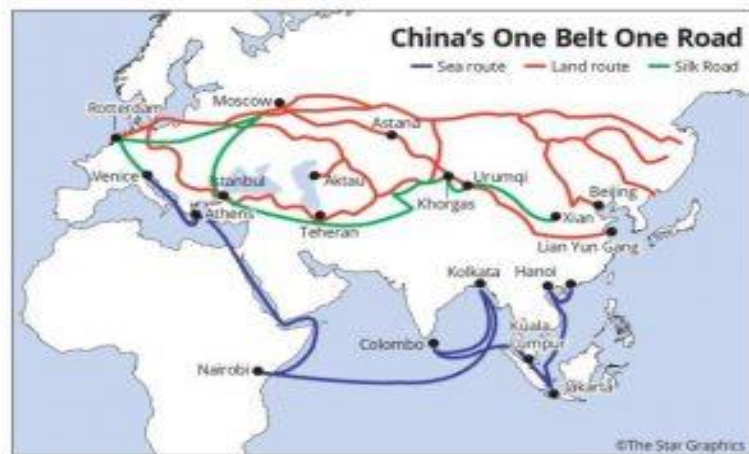 China's One Belt One Road
Sea route Land route Silk Road
Moscow
Rotterdam
Astana
Venice
Istanbul
Aktau
Urumqi
Khorgas
Beijing
Athens
Teheran
Xian
Lian Yun Gang
Kolkata
Hanoi
Colombo
Kuala
Lumpur
Nairobi
Jakarta
©The Star Graphics